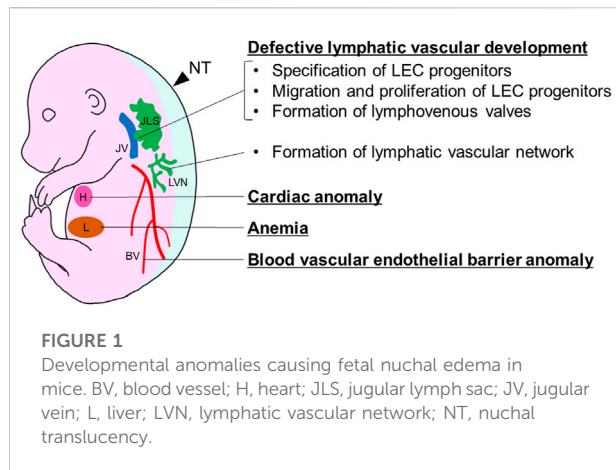 NT
Defective lymphatic vascular development
• Specification of LEC progenitors
• Migration and proliferation of LEC progenitors
• Formation of lymphovenous valves
JLS
JV
• Formation of lymphatic vascular network
LVN
H
Cardiac anomaly
L
Anemia
BV
Blood vascular endothelial barrier anomaly
FIGURE 1
Developmental anomalies causing fetal nuchal edema in
mice. BV, blood vessel; H, heart; JLS, jugular lymph sac; JV, jugular
vein; L, liver; LVN, lymphatic vascular network; NT, nuchal
translucency.